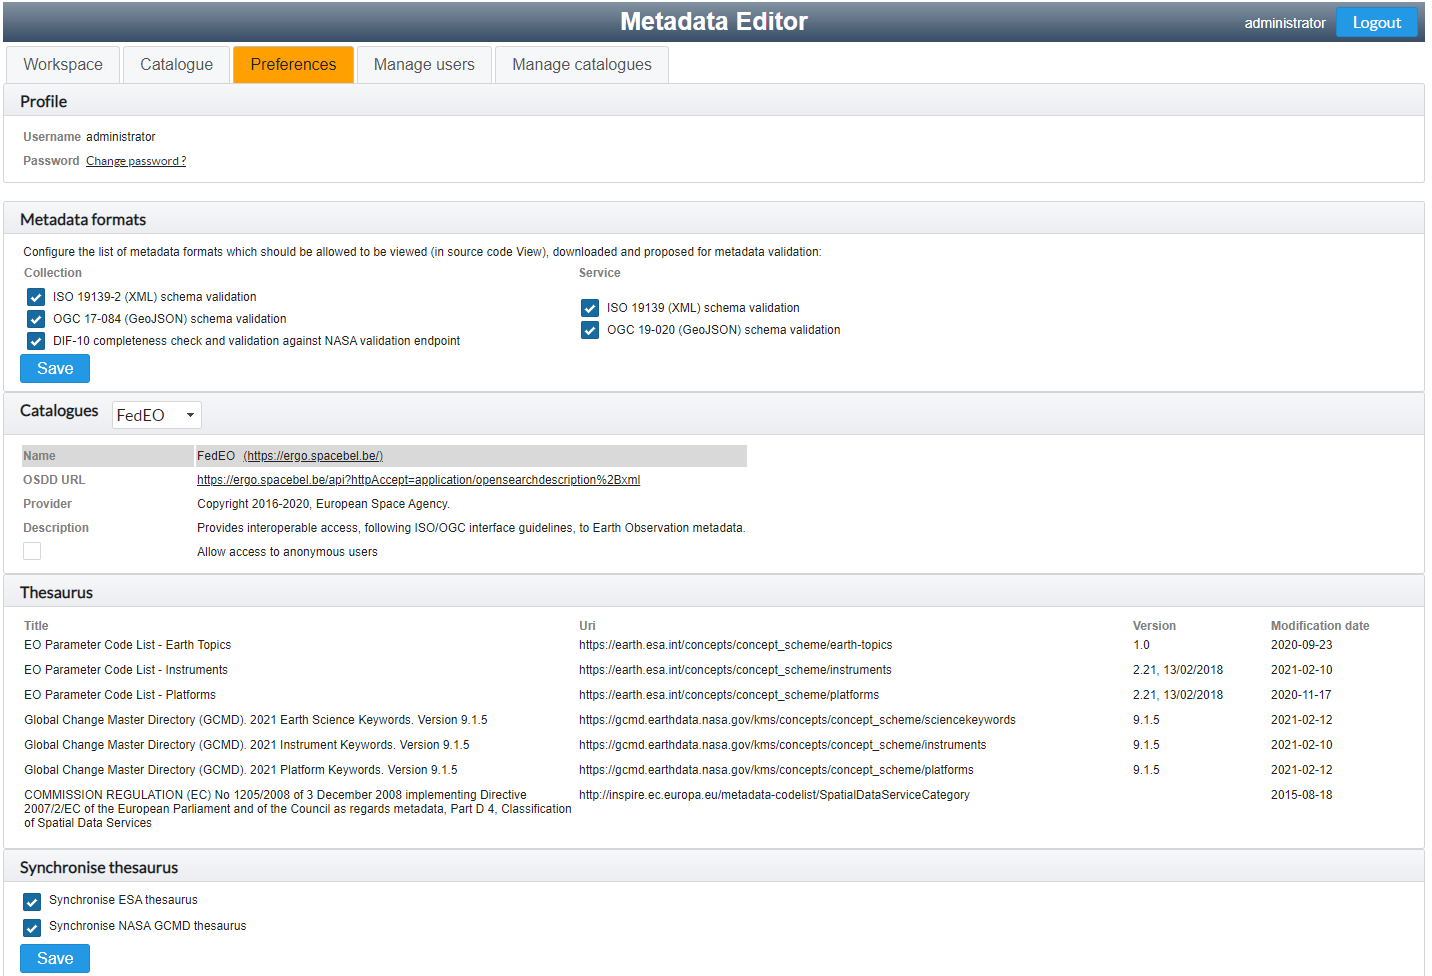 Metadata Editor
administrator
Logout
Workspace
Catalogue
Preferences
Manage users
Manage catalogues
Profile
Username administrator
Password Change password ?
Metadata formats
Configure the list of metadata formats which should be allowed to be viewed (in source code View), downloaded and proposed for metadata validation:
Collection
ISO 19139-2 (XML) schema validation
OGC 17-084 (GeoJSON) schema validation
DIF-10 completeness check and validation against NASA validation endpoint
Service
ISO 19139 (XML) schema validation
OGC 19-020 (GeoJSON) schema validation
Save
Catalogues FedEO
Name FedEO (https://ergo.spacebel.be/)
OSDD URL https://ergo.spacebel.be/api?httpAccept=application/opensearchdescription%2Bxml
Provider Copyright 2016-2020, European Space Agency.
Description Provides interoperable access, following ISO/OGC interface guidelines, to Earth Observation metadata.
Allow access to anonymous users
Thesaurus
Title Uri Version Modification date
EO Parameter Code List - Earth Topics https://earth.esa.int/concepts/concept_scheme/earth-topics 1.0 2020-09-23
EO Parameter Code List - Instruments https://earth.esa.int/concepts/concept_scheme/instruments 2.21, 13/02/2018 2021-02-10
EO Parameter Code List - Platforms https://earth.esa.int/concepts/concept_scheme/platforms 2.21, 13/02/2018 2020-11-17
Global Change Master Directory (GCMD). 2021 Earth Science Keywords. Version 9.1.5 https://gcmd.earthdata.nasa.gov/kms/concepts/concept_scheme/sciencekeywords 9.1.5 2021-02-12
Global Change Master Directory (GCMD). 2021 Instrument Keywords. Version 9.1.5 https://gcmd.earthdata.nasa.gov/kms/concepts/concept_scheme/instruments 9.1.5 2021-02-10
Global Change Master Directory (GCMD). 2021 Platform Keywords. Version 9.1.5 https://gcmd.earthdata.nasa.gov/kms/concepts/concept_scheme/platforms 9.1.5 2021-02-12
COMMISSION REGULATION (EC) No 1205/2008 of 3 December 2008 implementing Directive http://inspire.ec.europa.eu/metadata-codelist/SpatialDataServiceCategory 2015-08-18
2007/2/EC of the European Parliament and of the Council as regards metadata, Part D 4, Classification
of Spatial Data Services
Synchronise thesaurus
Synchronise ESA thesaurus
Synchronise NASA GCMD thesaurus
Save